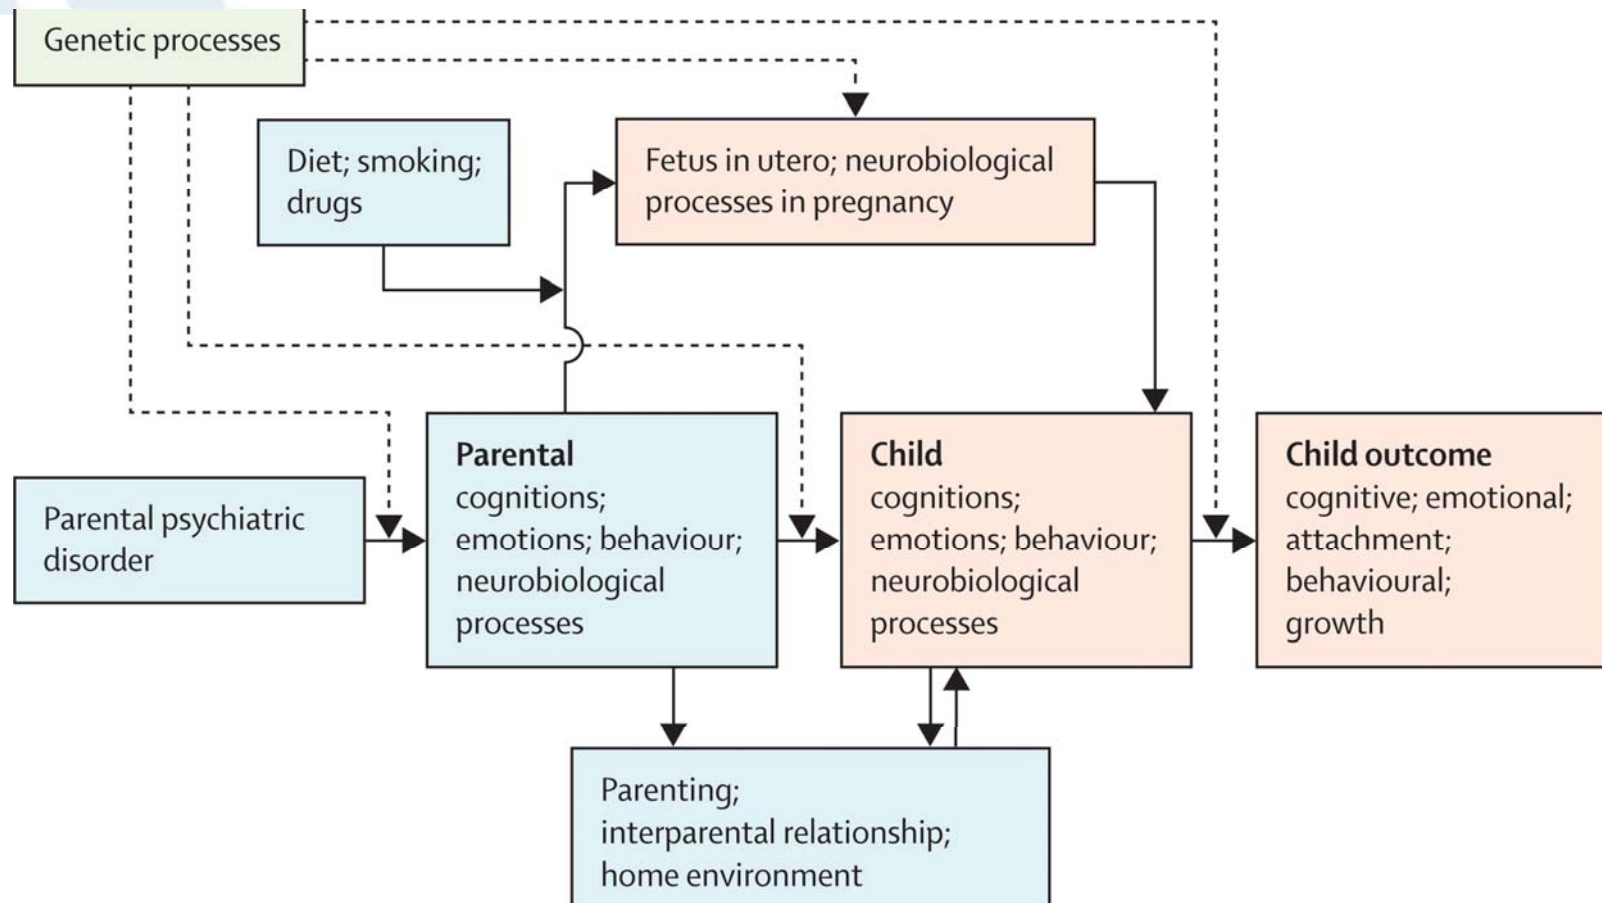 Genetic processes
Diet; smoking;
drugs
Fetus in utero; neurobiological
processes in pregnancy
Parental psychiatric
disorder
Parental
cognitions;
emotions; behaviour;
neurobiological
processes
Child
cognitions;
emotions; behaviour;
neurobiological
processes
Child outcome
cognitive; emotional;
attachment;
behavioural;
growth
Parenting;
interparental relationship;
home environment